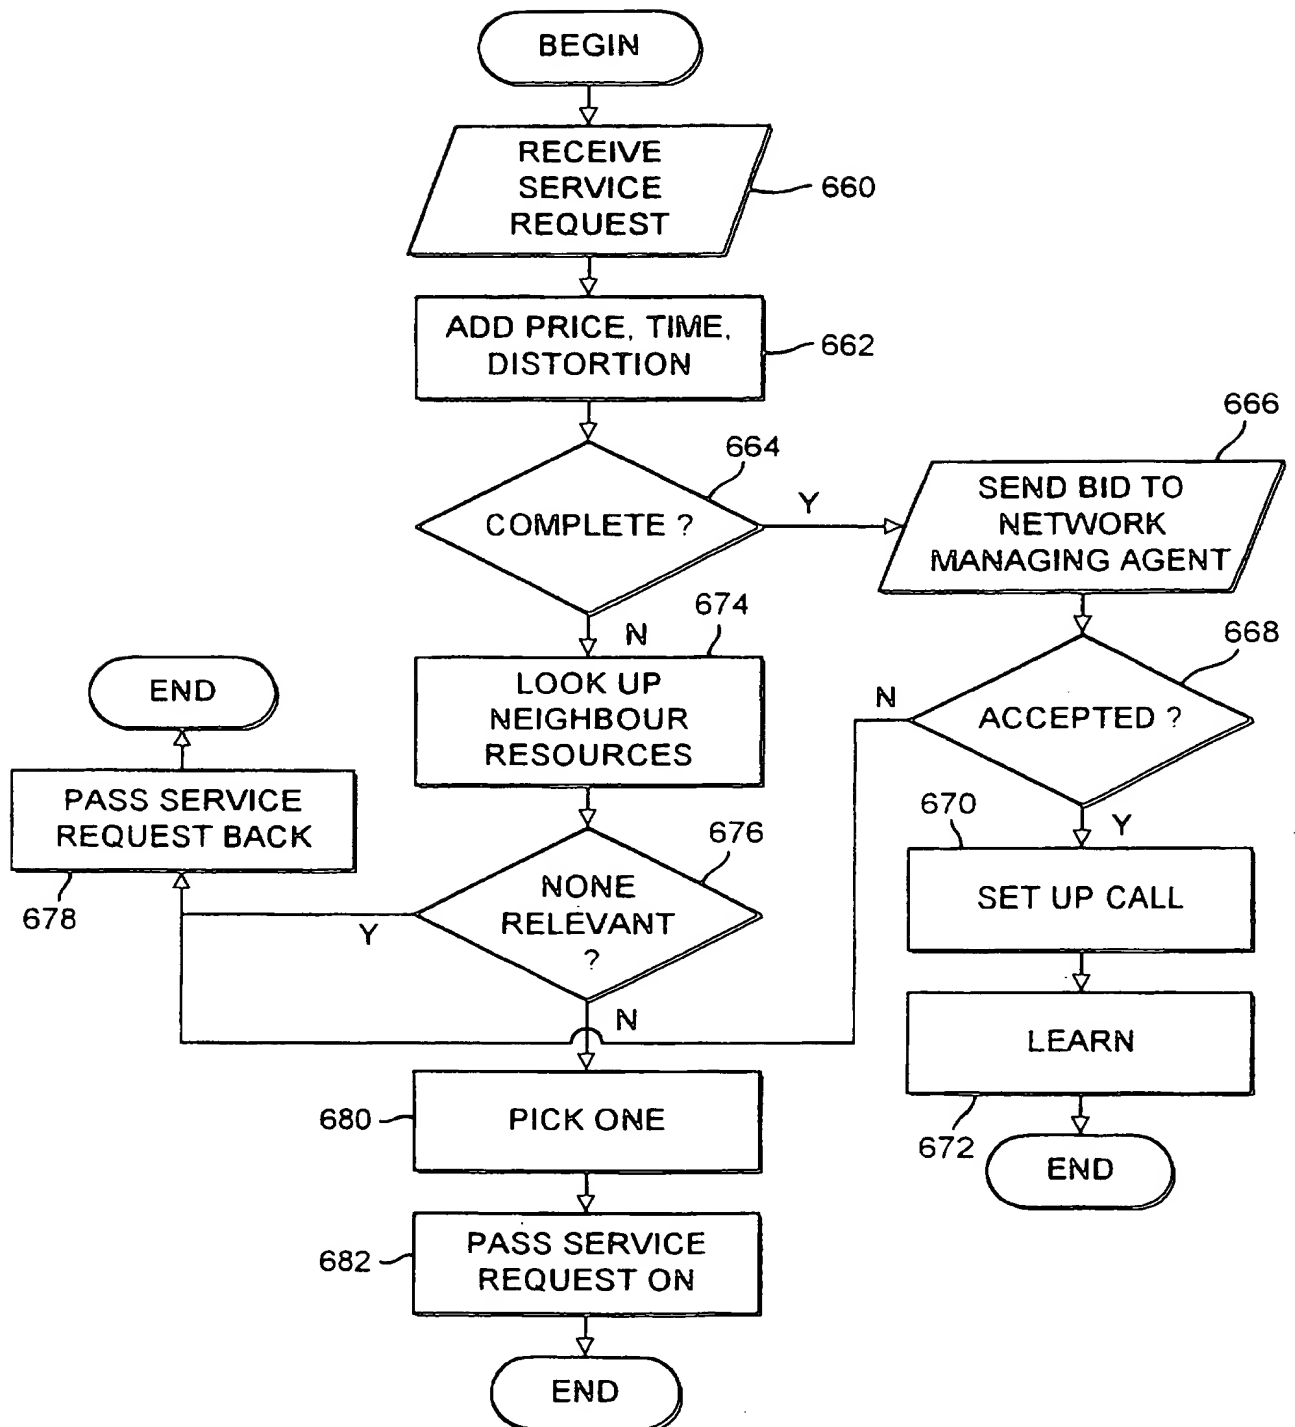 BEGIN
RECEIVE
SERVICE
REQUEST
660
ADD PRICE, TIME,
DISTORTION
662
664
COMPLETE ?
Y
N
666
SEND BID TO
NETWORK
MANAGING AGENT
668
ACCEPTED ?
N
Y
674
LOOK UP
NEIGHBOUR
RESOURCES
END
PASS SERVICE
REQUEST BACK
678
676
NONE
RELEVANT
?
Y
N
670
SET UP CALL
LEARN
672
END
680
PICK ONE
682
PASS SERVICE
REQUEST ON
END